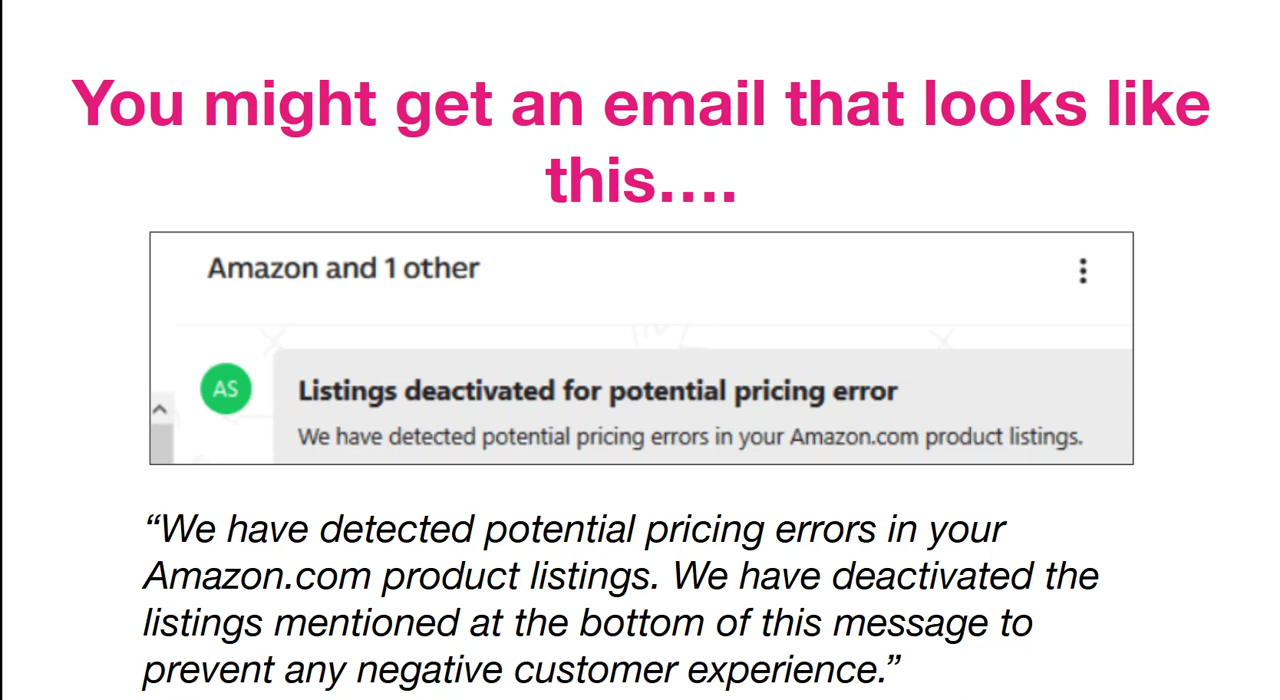 You might get an email that looks like
this….
Amazon and 1 other
AS
Listings deactivated for potential pricing error
We have detected potential pricing errors in your Amazon.com product listings.
“We have detected potential pricing errors in your
Amazon.com product listings. We have deactivated the
listings mentioned at the bottom of this message to
prevent any negative customer experience.”